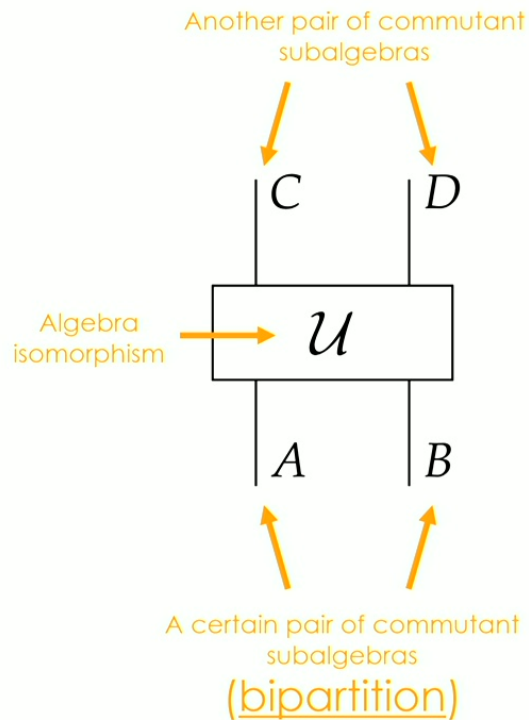 Another pair of commutant
subalgebras
C
D
Algebra
isomorphism
𝒰
A
B
A certain pair of commutant
subalgebras
(bipartition)